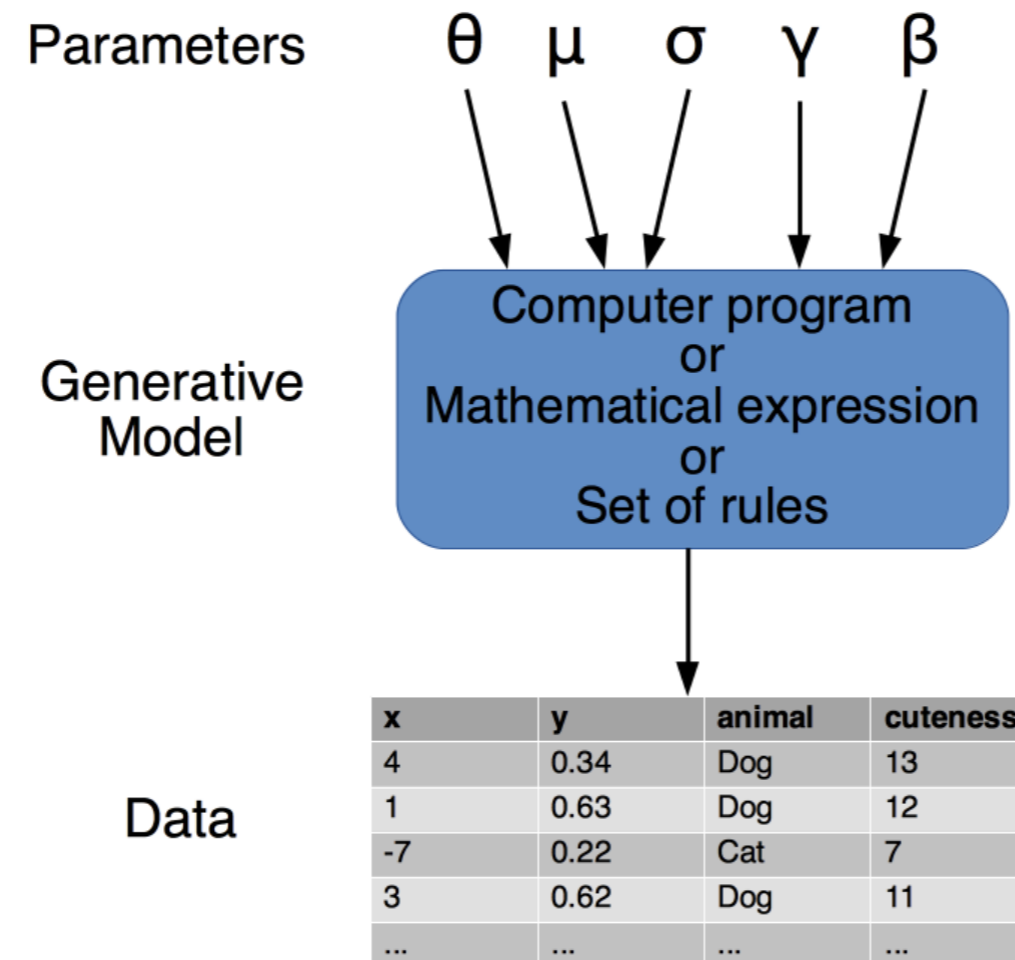 Parameters θ μ σ γ β
Generative
Model
Computer program
or
Mathematical expression
or
Set of rules
Data
x y animal cuteness
4 0.34 Dog 13
1 0.63 Dog 12
-7 0.22 Cat 7
3 0.62 Dog 11
... ... ... ...